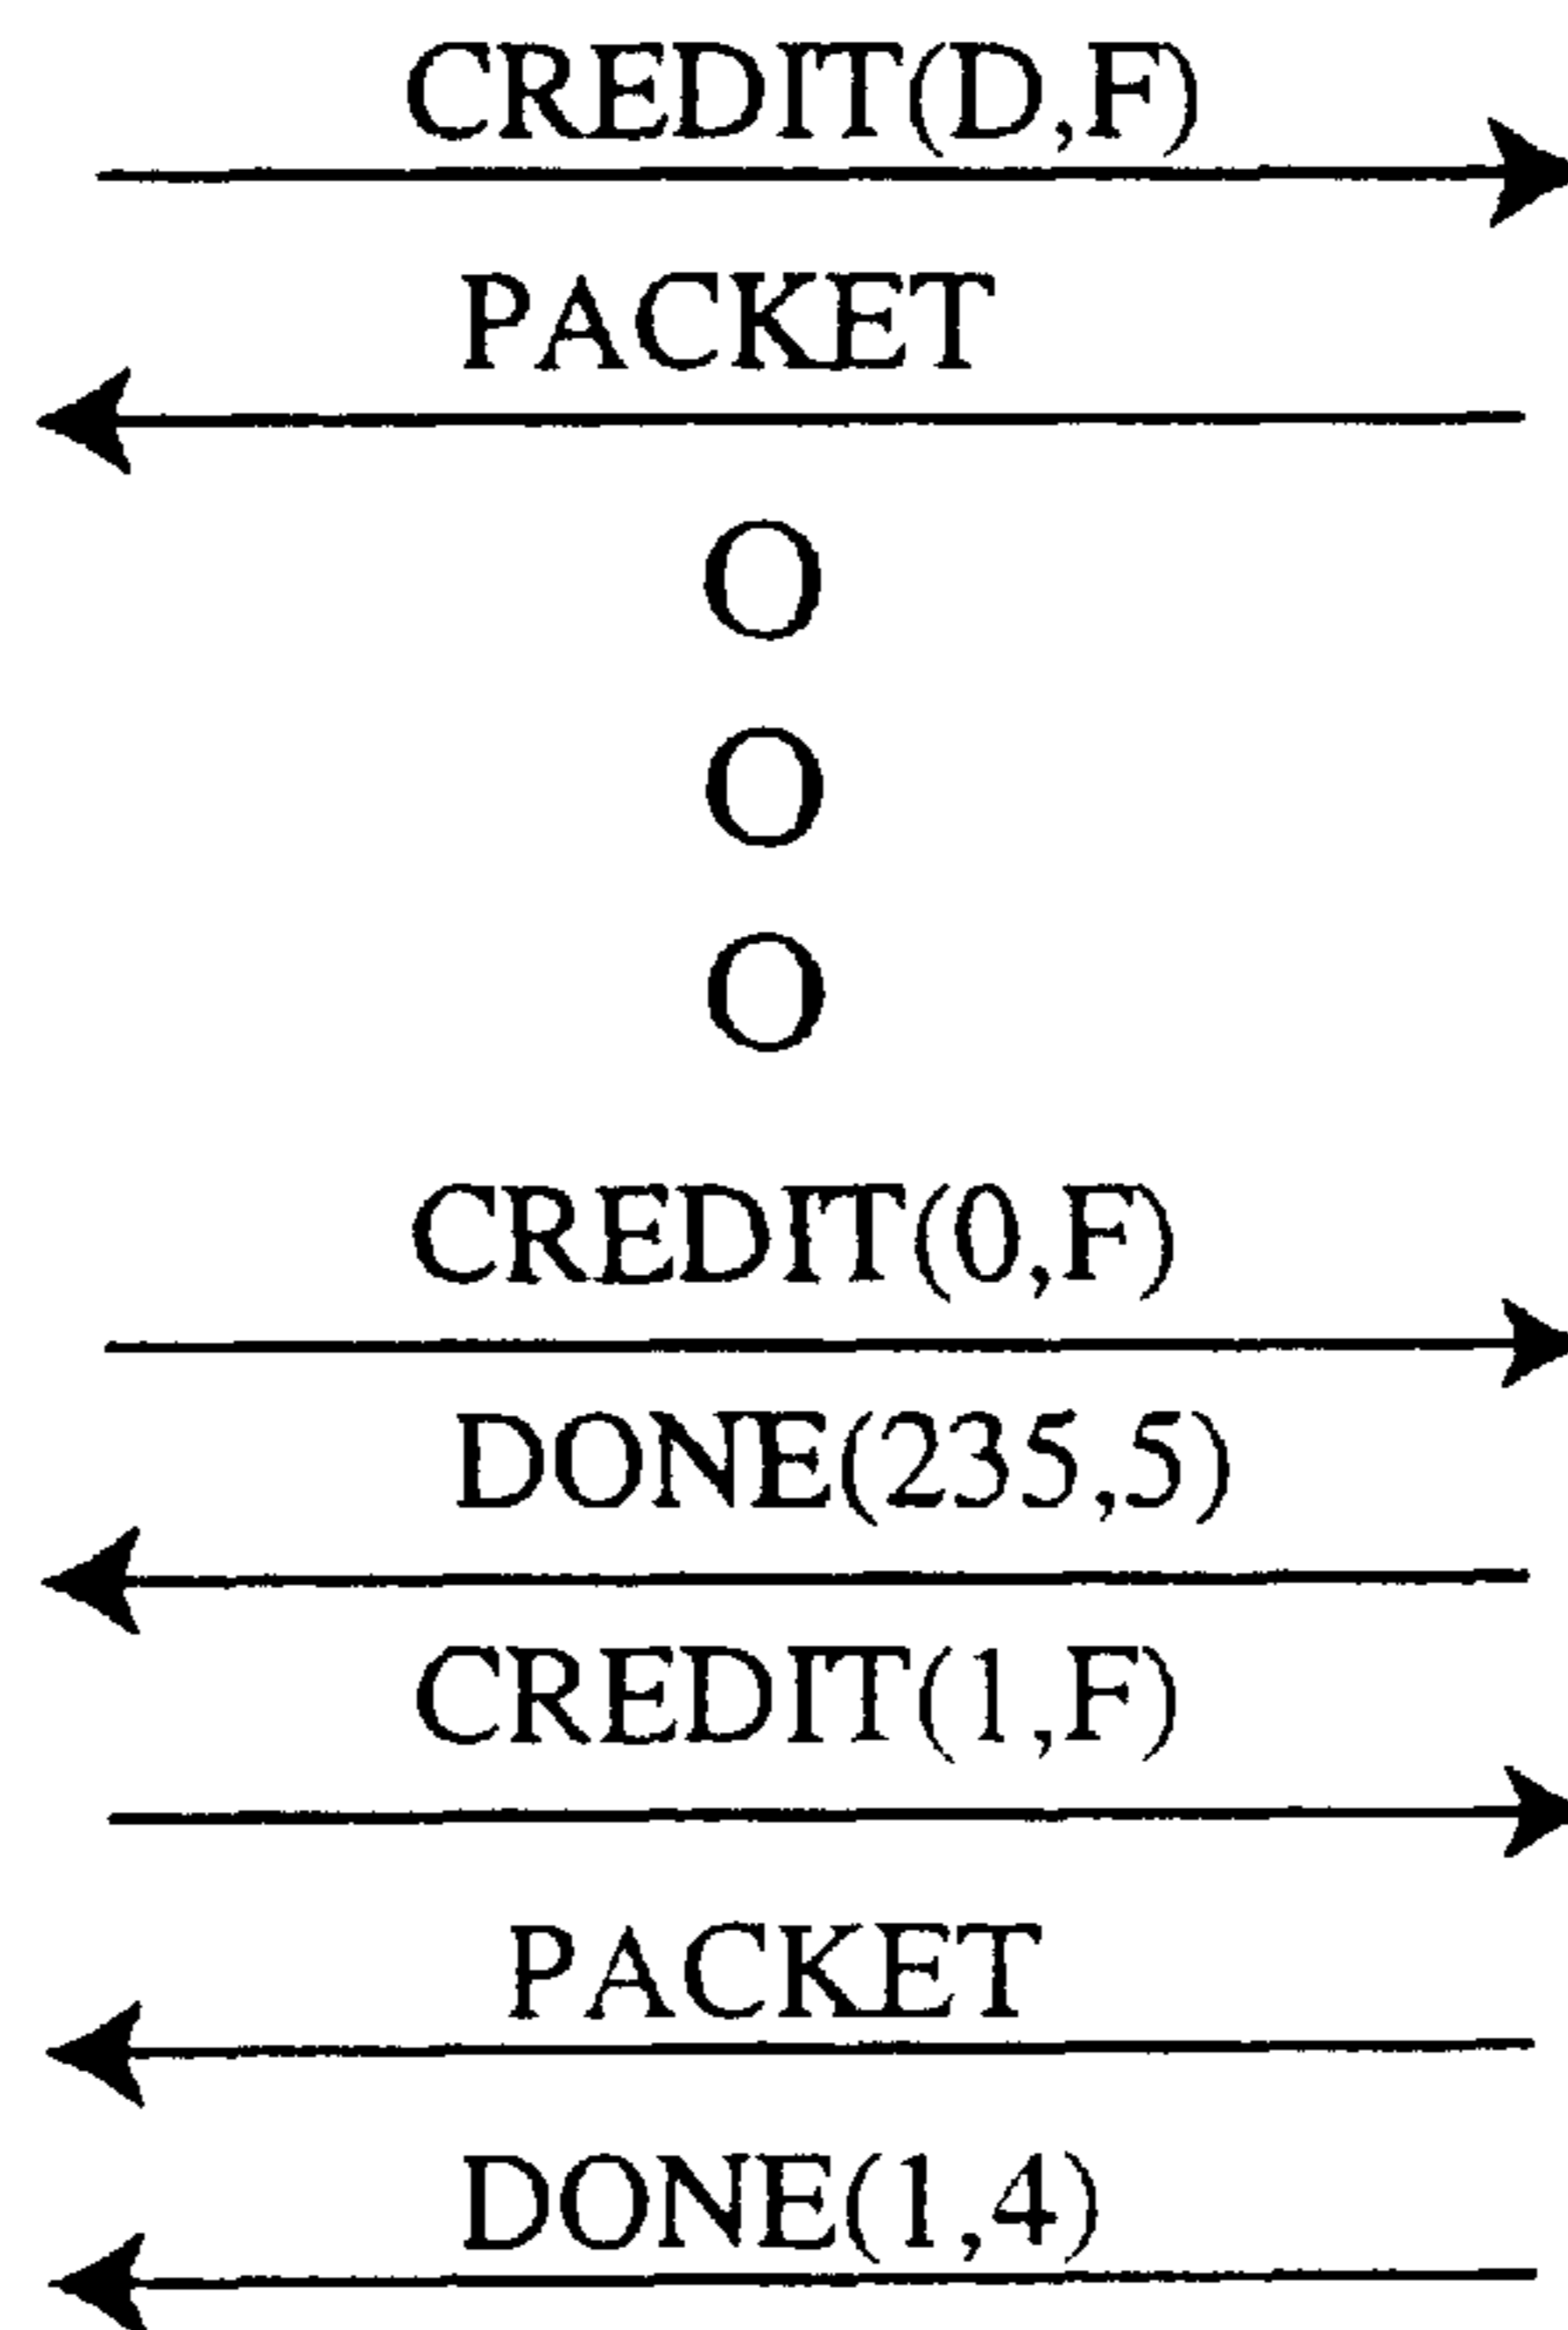 CREDIT(D,F)
PACKET
O
O
O
CREDIT(0,F)
DONE(235,5)
CREDIT(1,F)
PACKET
DONE(1,4)